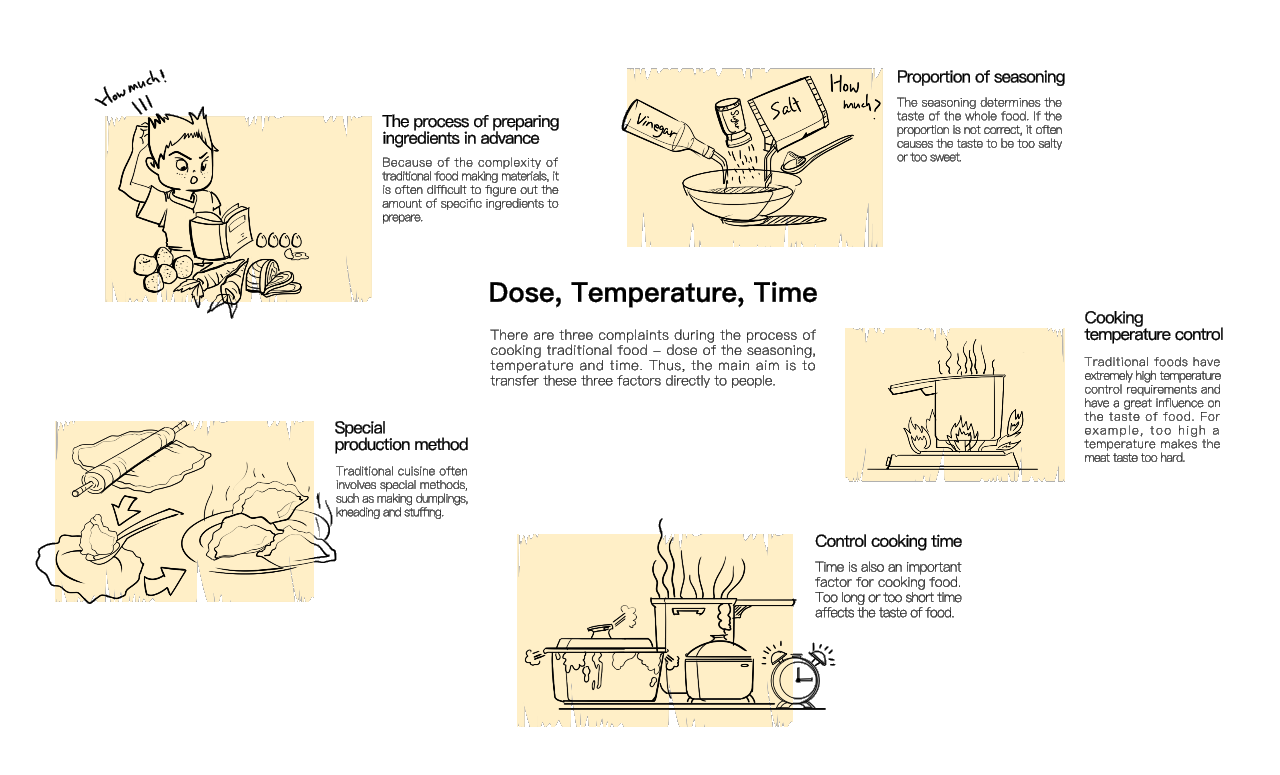 How much!
The process of preparing
ingredients in advance
Because of the complexity of
traditional food making materials, it
is often difficult to figure out the
amount of specific ingredients to
prepare.
Vinegar
Salt
How
much?
Proportion of seasoning
The seasoning determines the
taste of the whole food. If the
proportion is not correct, it often
causes the taste to be too salty
or too sweet.
Dose, Temperature, Time
There are three complaints during the process of
cooking traditional food – dose of the seasoning,
temperature and time. Thus, the main aim is to
transfer these three factors directly to people.
Cooking
temperature control
Traditional foods have
extremely high temperature
control requirements and
have a great influence on
the taste of food. For
example, too high a
temperature makes the
meat taste too hard.
Special
production method
Traditional cuisine often
involves special methods,
such as making dumplings,
kneading and stuffing.
Control cooking time
Time is also an important
factor for cooking food.
Too long or too short time
affects the taste of food.